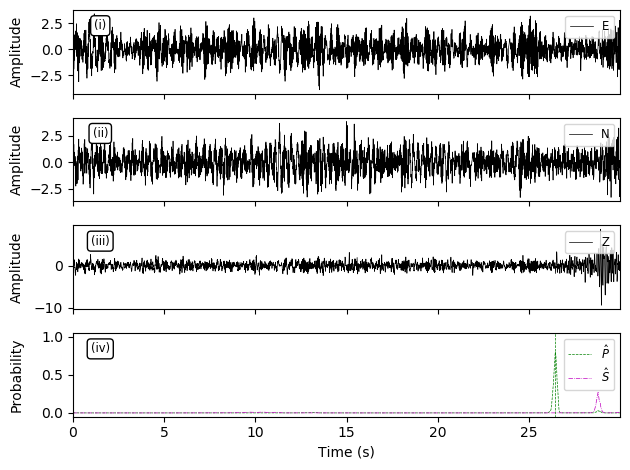 (i)
E
2.5
0.0
−2.5
Amplitude
(ii)
N
2.5
0.0
−2.5
Amplitude
(iii)
Z
0
−10
Amplitude
(iv)
P̂
Ŝ
1.0
0.5
0.0
Probability
0 5 10 15 20 25
Time (s)